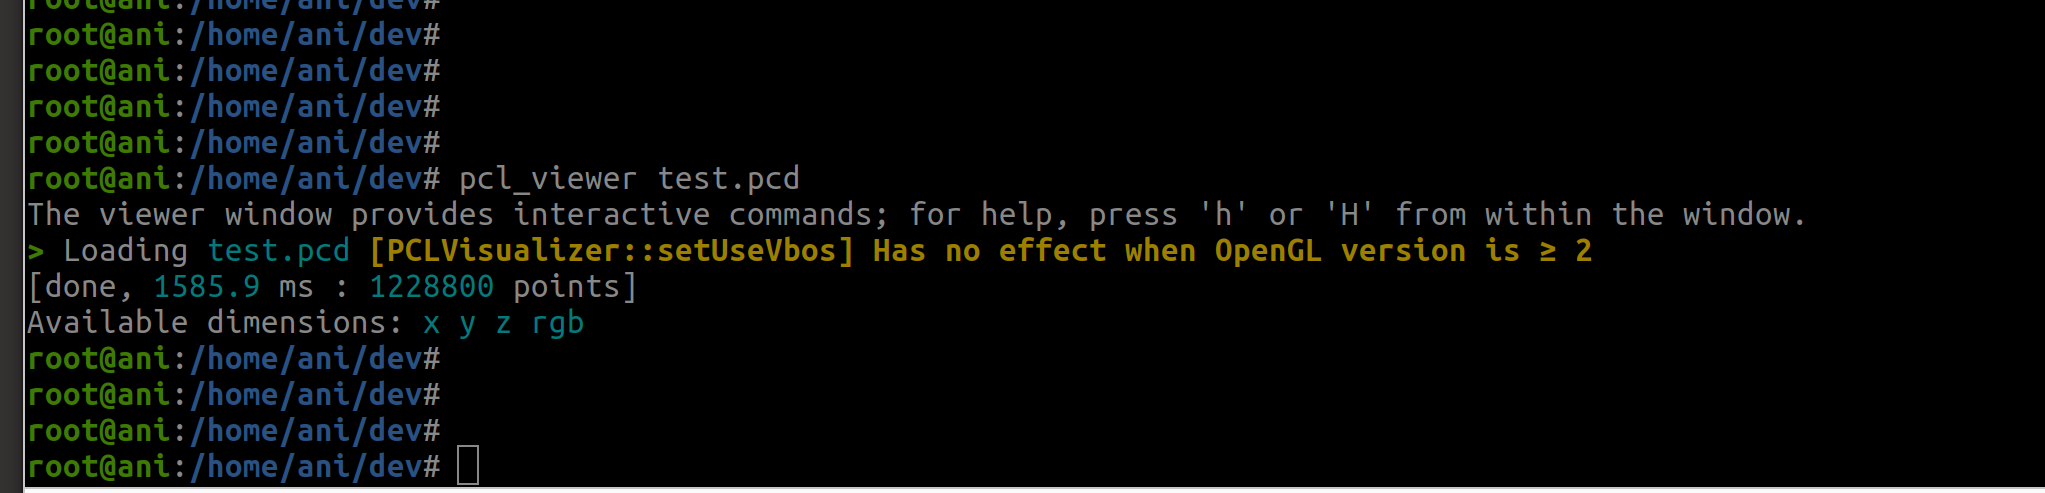 root@ani:/home/ani/dev#
root@ani:/home/ani/dev#
root@ani:/home/ani/dev#
root@ani:/home/ani/dev#
root@ani:/home/ani/dev#
root@ani:/home/ani/dev# pcl_viewer test.pcd
The viewer window provides interactive commands; for help, press 'h' or 'H' from within the window.
> Loading test.pcd [PCLVisualizer::setUseVbos] Has no effect when OpenGL version is ≥ 2
[done, 1585.9 ms : 1228800 points]
Available dimensions: x y z rgb
root@ani:/home/ani/dev#
root@ani:/home/ani/dev#
root@ani:/home/ani/dev#
root@ani:/home/ani/dev#